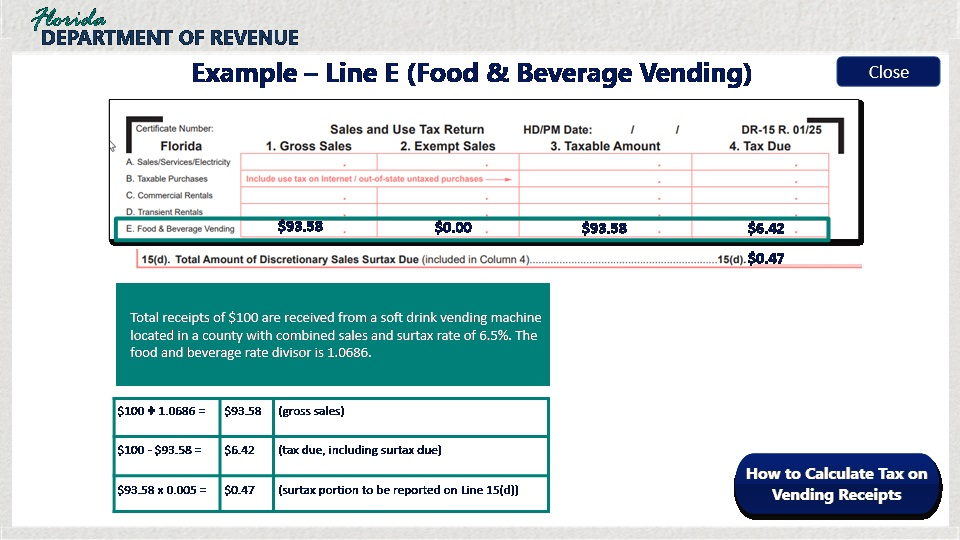 Florida
DEPARTMENT OF REVENUE
Example – Line E (Food & Beverage Vending)
Close
Certificate Number: Sales and Use Tax Return HD/PM Date: / / DR-15 R. 01/25
Florida 1. Gross Sales 2. Exempt Sales 3. Taxable Amount 4. Tax Due
A. Sales/Services/Electricity . . . .
B. Taxable Purchases Include use tax on Internet / out-of-state untaxed purchases . .
C. Commercial Rentals . . . .
D. Transient Rentals . . . .
E. Food & Beverage Vending $93.58 . $0.00 . $93.58 . $6.42 .
15(d). Total Amount of Discretionary Sales Surtax Due (included in Column 4)..........15(d). $0.47
Total receipts of $100 are received from a soft drink vending machine
located in a county with combined sales and surtax rate of 6.5%. The
food and beverage rate divisor is 1.0686.
$100 ÷ 1.0686 = $93.58 (gross sales)
$100 - $93.58 = $6.42 (tax due, including surtax due)
$93.58 x 0.005 = $0.47 (surtax portion to be reported on Line 15(d))
How to Calculate Tax on
Vending Receipts